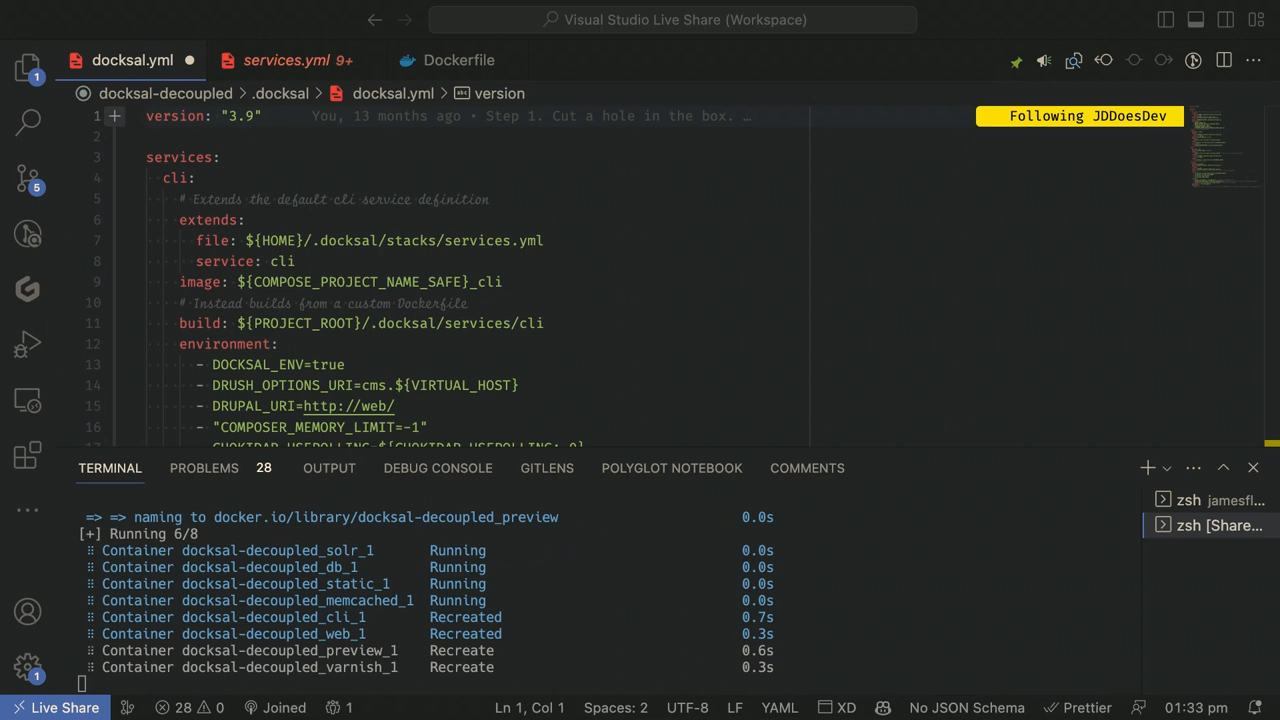 Visual Studio Live Share (Workspace)
docksal.yml
services.yml 9+
Dockerfile
docksal-decoupled > .docksal > docksal.yml > version
1 version: "3.9" You, 13 months ago • Step 1. Cut a hole in the box. …
Following JDDoesDev
2
3 services:
4 cli:
5 # Extends the default cli service definition
6 extends:
7 file: ${HOME}/.docksal/stacks/services.yml
8 service: cli
9 image: ${COMPOSE_PROJECT_NAME_SAFE}_cli
10 # Instead builds from a custom Dockerfile
11 build: ${PROJECT_ROOT}/.docksal/services/cli
12 environment:
13 - DOCKSAL_ENV=true
14 - DRUSH_OPTIONS_URI=cms.${VIRTUAL_HOST}
15 - DRUPAL_URI=http://web/
16 - "COMPOSER_MEMORY_LIMIT=-1"
1
5
1
TERMINAL PROBLEMS 28 OUTPUT DEBUG CONSOLE GITLENS POLYGLOT NOTEBOOK COMMENTS
=> => naming to docker.io/library/docksal-decoupled_preview 0.0s
[+] Running 6/8
Container docksal-decoupled_solr_1 Running 0.0s
Container docksal-decoupled_db_1 Running 0.0s
Container docksal-decoupled_static_1 Running 0.0s
Container docksal-decoupled_memcached_1 Running 0.0s
Container docksal-decoupled_cli_1 Recreated 0.7s
Container docksal-decoupled_web_1 Recreated 0.3s
Container docksal-decoupled_preview_1 Recreate 0.6s
Container docksal-decoupled_varnish_1 Recreate 0.3s
zsh jamesfl...
zsh [Share...
Live Share 28 0 Joined 1 Ln 1, Col 1 Spaces: 2 UTF-8 LF YAML XD No JSON Schema Prettier 01:33 pm